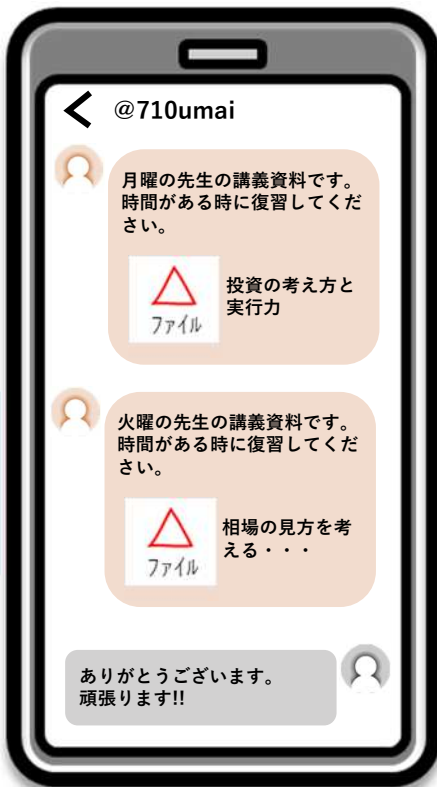 @710umai
月曜の先生の講義資料です。
時間がある時に復習してくだ
さい。
ファイル
投資の考え方と
実行力
火曜の先生の講義資料です。
時間がある時に復習してくだ
さい。
ファイル
相場の見方を考
える・・・
ありがとうございます。
頑張ります!!